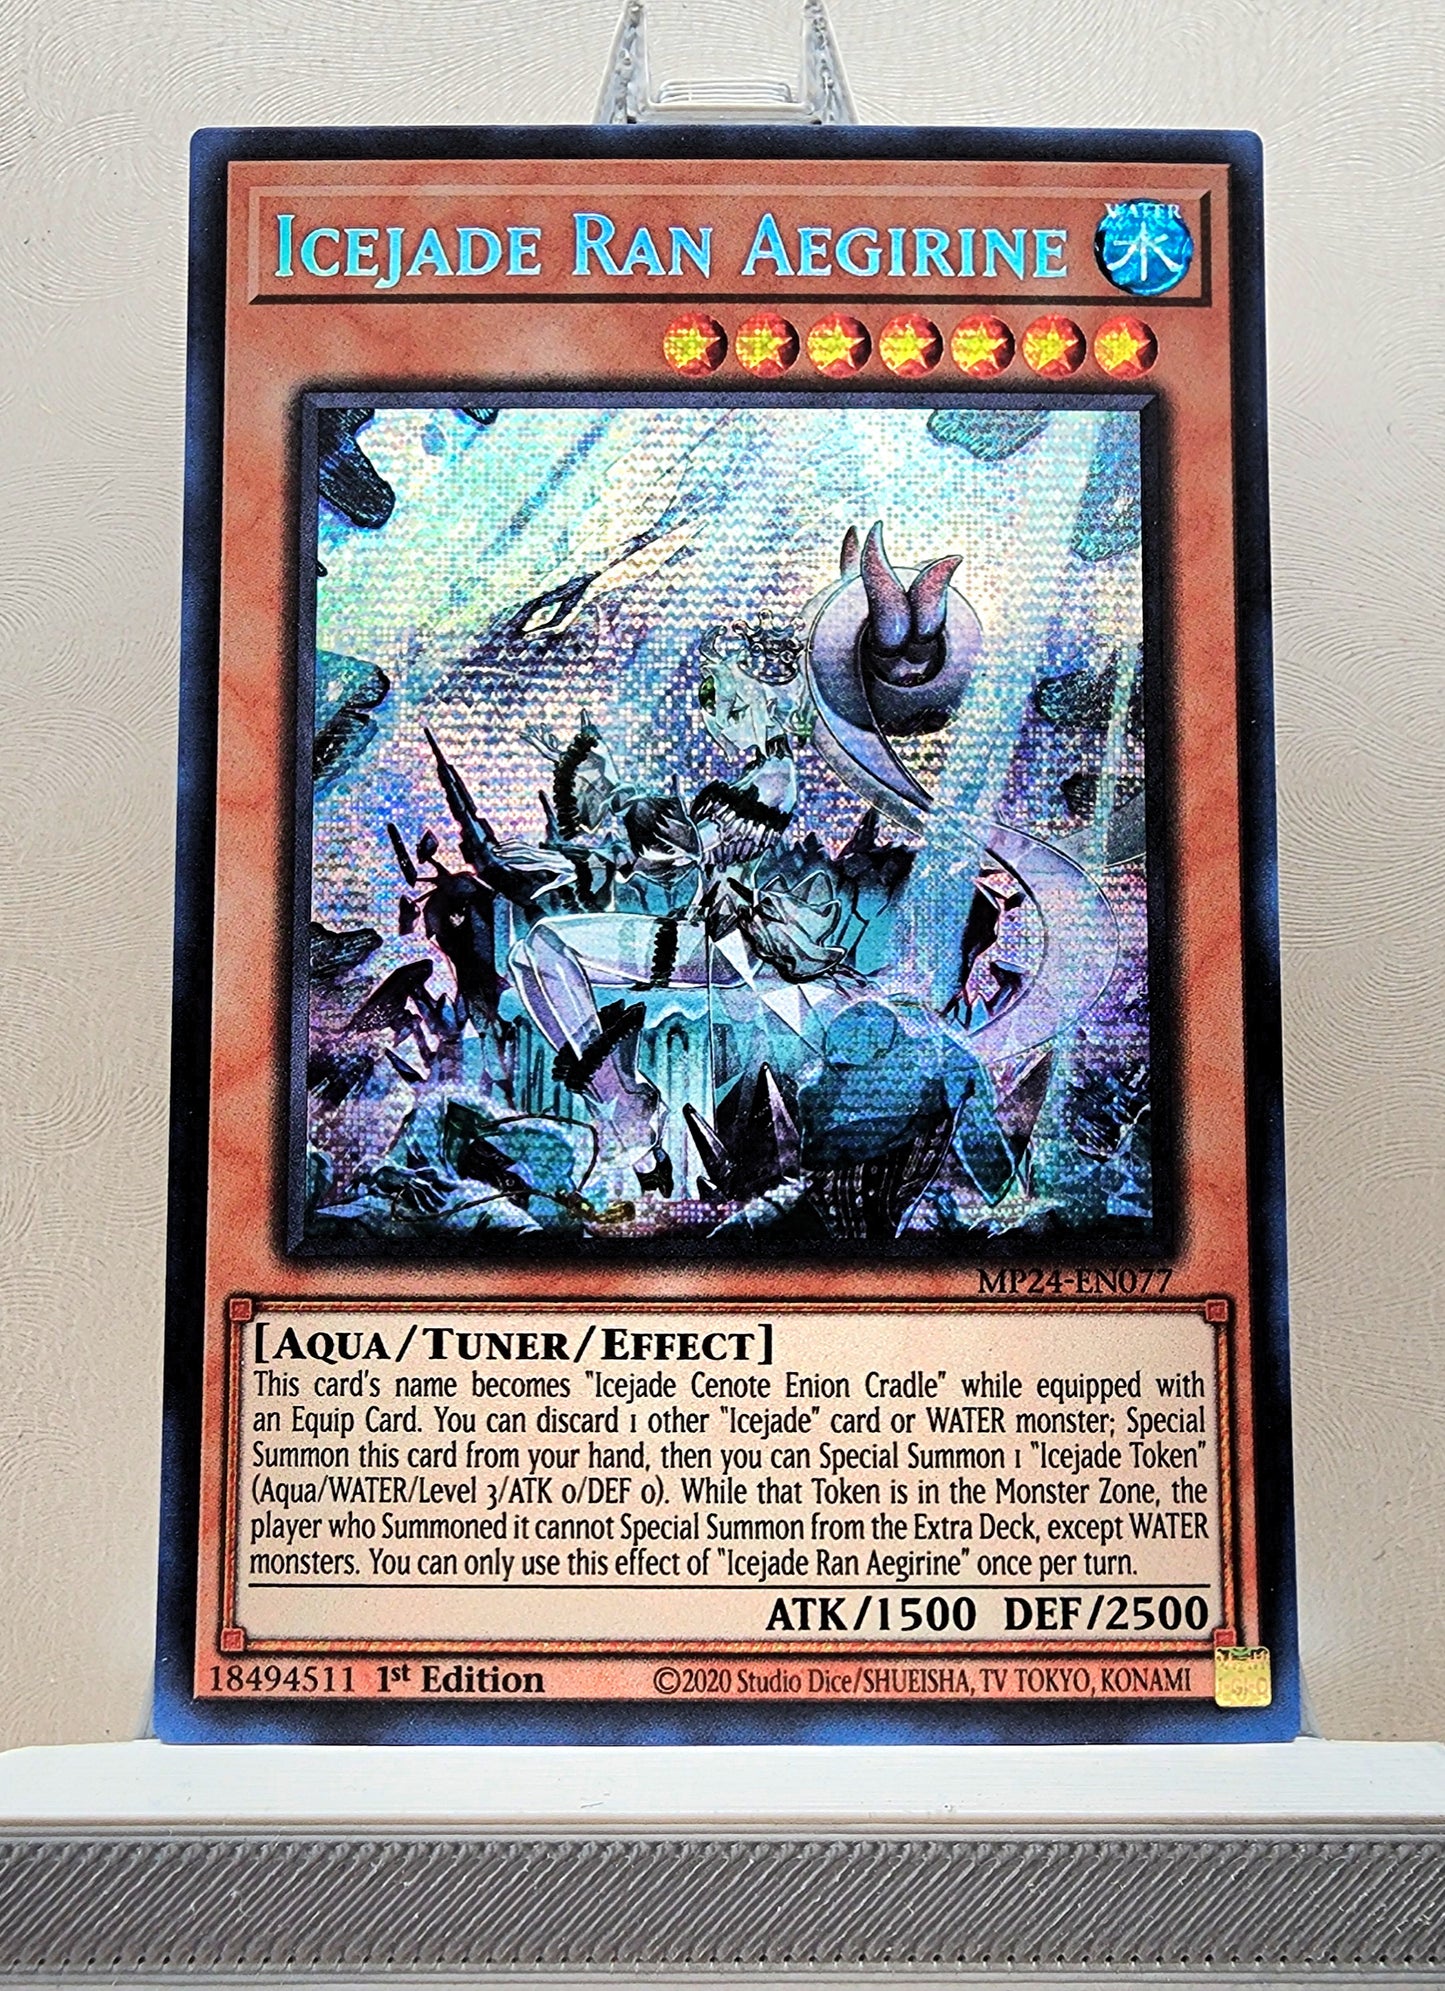 ICEJADE RAN AEGIRINE
WATER
水
MP24-EN077
[AQUA/TUNER/EFFECT]
This card's name becomes "Icejade Cenote Enion Cradle" while equipped with
an Equip Card. You can discard 1 other "Icejade" card or WATER monster; Special
Summon this card from your hand, then you can Special Summon 1 "Icejade Token"
(Aqua/WATER/Level 3/ATK 0/DEF 0). While that Token is in the Monster Zone, the
player who Summoned it cannot Special Summon from the Extra Deck, except WATER
monsters. You can only use this effect of "Icejade Ran Aegirine" once per turn.
ATK/1500 DEF/2500
18494511 1st Edition ©2020 Studio Dice/SHUEISHA, TV TOKYO, KONAMI